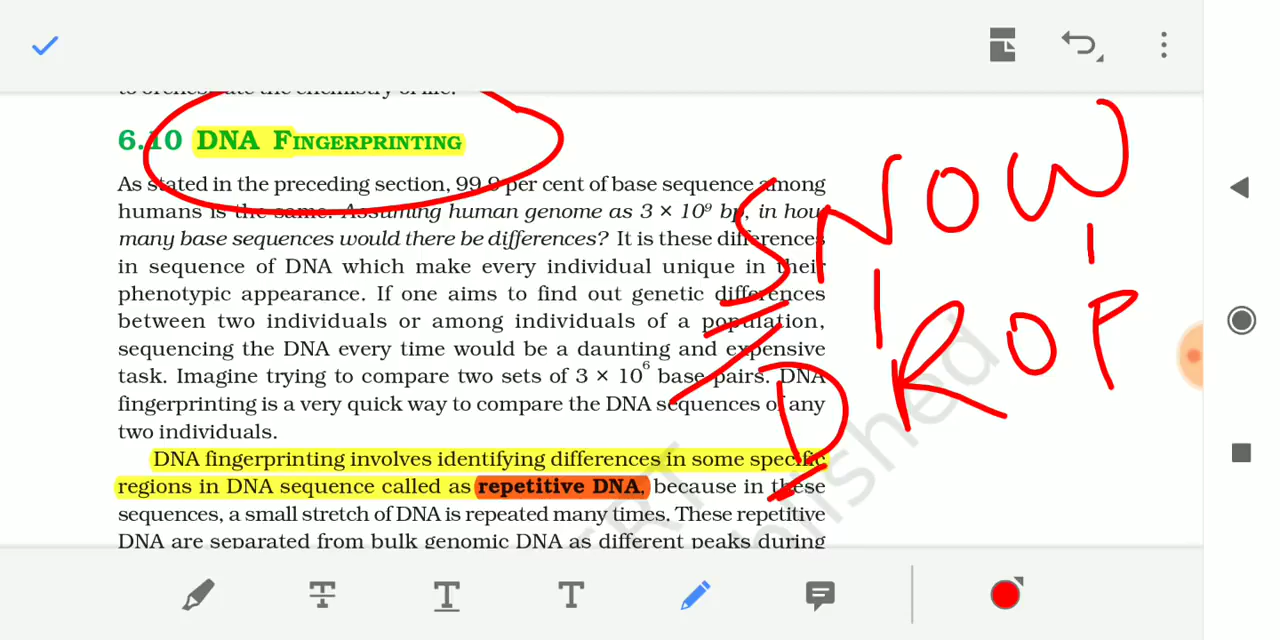 to orchestrate the chemistry of life.
6.10 DNA FINGERPRINTING
As stated in the preceding section, 99.9 per cent of base sequence among
humans is the same. Assuming human genome as 3 × 10⁹ bp, in how
many base sequences would there be differences? It is these differences
in sequence of DNA which make every individual unique in their
phenotypic appearance. If one aims to find out genetic differences
between two individuals or among individuals of a population,
sequencing the DNA every time would be a daunting and expensive
task. Imagine trying to compare two sets of 3 × 10⁶ base pairs. DNA
fingerprinting is a very quick way to compare the DNA sequences of any
two individuals.
DNA fingerprinting involves identifying differences in some specific
regions in DNA sequence called as repetitive DNA, because in these
sequences, a small stretch of DNA is repeated many times. These repetitive
DNA are separated from bulk genomic DNA as different peaks during
SNOW
DROP
T
T
T